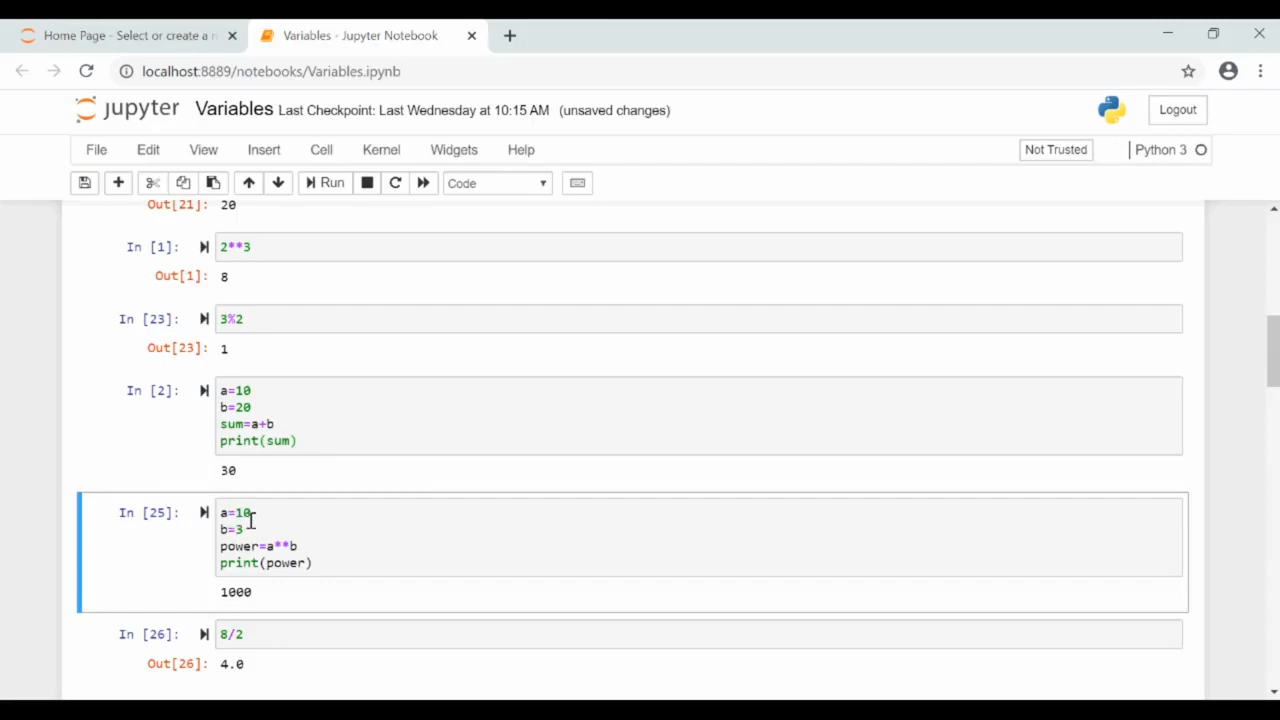 Home Page - Select or create a n
Variables - Jupyter Notebook
localhost:8889/notebooks/Variables.ipynb
jupyter Variables Last Checkpoint: Last Wednesday at 10:15 AM (unsaved changes)
Logout
File Edit View Insert Cell Kernel Widgets Help
Not Trusted
Python 3
Run
Code
Out[21]: 20
In [1]: 2**3
Out[1]: 8
In [23]: 3%2
Out[23]: 1
In [2]: a=10
b=20
sum=a+b
print(sum)
30
In [25]: a=10
b=3
power=a**b
print(power)
1000
In [26]: 8/2
Out[26]: 4.0